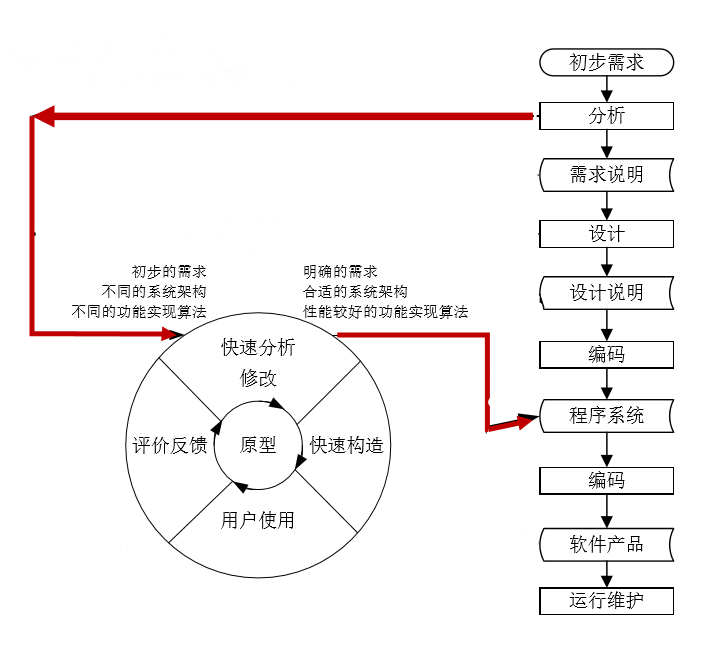 初步需求
分析
需求说明
设计
设计说明
编码
程序系统
编码
软件产品
运行维护
初步的需求
不同的系统架构
不同的功能实现算法
明确的需求
合适的系统架构
性能较好的功能实现算法
快速分析
修改
评价反馈
原型
快速构造
用户使用